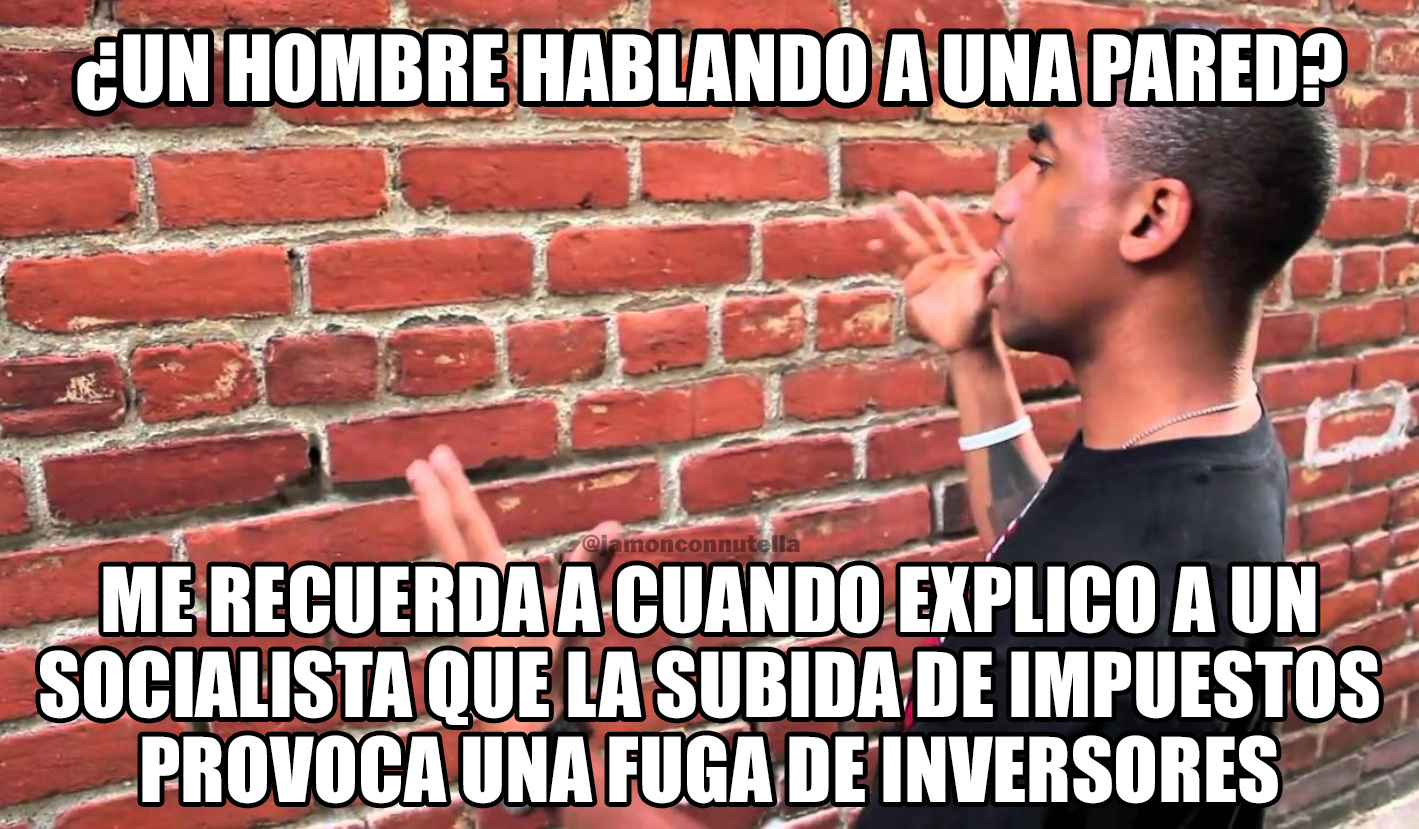 ¿UN HOMBRE HABLANDO A UNA PARED?
@jamonconnutella
ME RECUERDA A CUANDO EXPLICO A UN
SOCIALISTA QUE LA SUBIDA DE IMPUESTOS
PROVOCA UNA FUGA DE INVERSORES